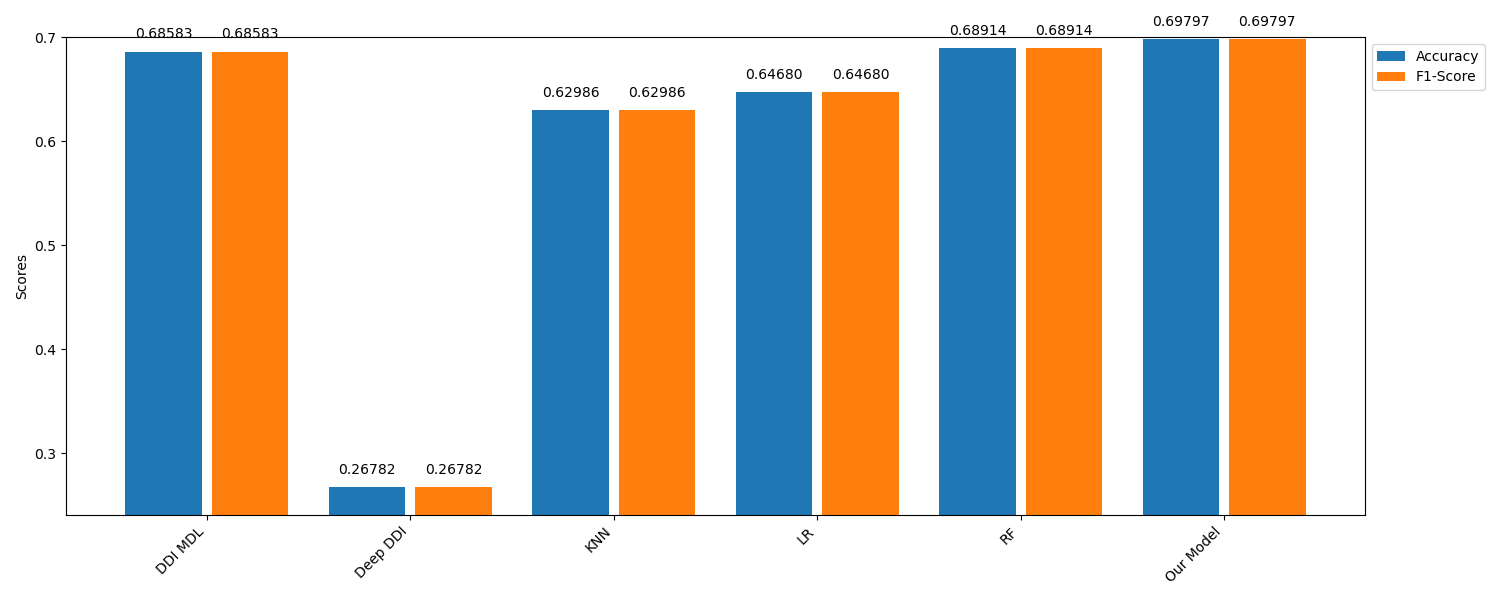 0.68583 0.68583
0.26782 0.26782
0.62986 0.62986
0.64680 0.64680
0.68914 0.68914
0.69797 0.69797
Accuracy
F1-Score
0.7
0.6
0.5
0.4
0.3
Scores
DDI MDL
Deep DDI
KNN
LR
RF
Our Model